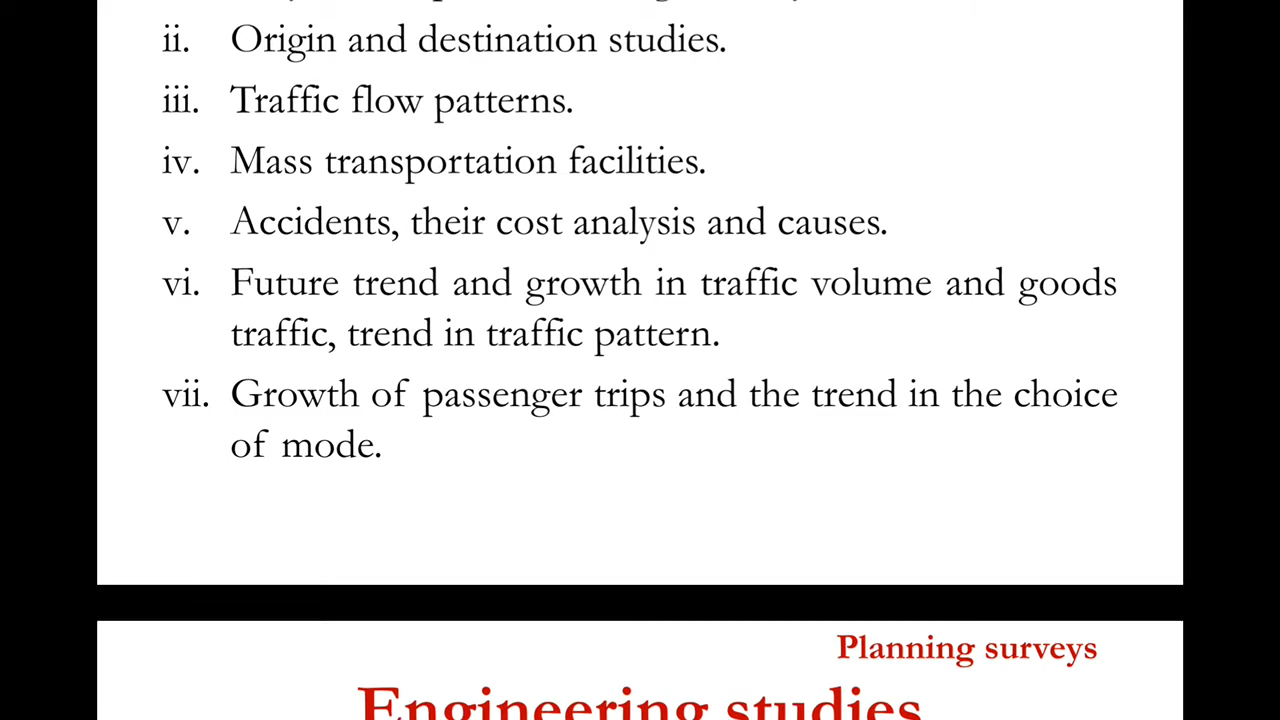 ii. Origin and destination studies.
iii. Traffic flow patterns.
iv. Mass transportation facilities.
v. Accidents, their cost analysis and causes.
vi. Future trend and growth in traffic volume and goods
traffic, trend in traffic pattern.
vii. Growth of passenger trips and the trend in the choice
of mode.
Planning surveys
Engineering studies